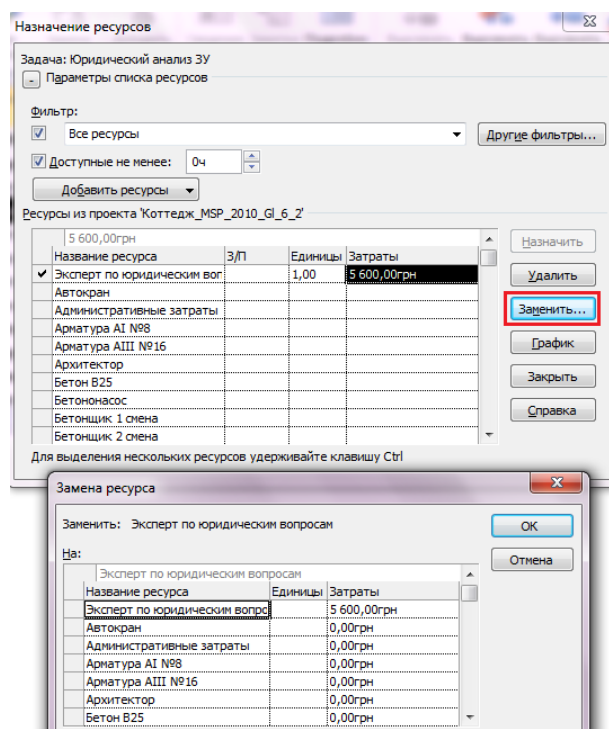 Назначение ресурсов
Задача: Юридический анализ ЗУ
Параметры списка ресурсов
Фильтр:
Все ресурсы
Другие фильтры...
Доступные не менее: 0ч
Добавить ресурсы
Ресурсы из проекта 'Коттедж_MSP_2010_Gl_6_2'
5 600,00грн
Назначить
Название ресурса З/П Единицы Затраты
Эксперт по юридическим вог 1,00 5 600,00грн
Удалить
Автокран
Административные затраты
Заменить...
Арматура AI №8
Арматура AIII №16
График
Архитектор
Бетон B25
Закрыть
Бетононасос
Бетонщик 1 смена
Справка
Бетонщик 2 смена
Для выделения нескольких ресурсов удерживайте клавишу Ctrl
Замена ресурса
Заменить: Эксперт по юридическим вопросам
ОК
На:
Отмена
Эксперт по юридическим вопросам
Название ресурса Единицы Затраты
Эксперт по юридическим вопрс 5 600,00грн
Автокран 0,00грн
Административные затраты 0,00грн
Арматура AI №8 0,00грн
Арматура AIII №16 0,00грн
Архитектор 0,00грн
Бетон B25 0,00грн